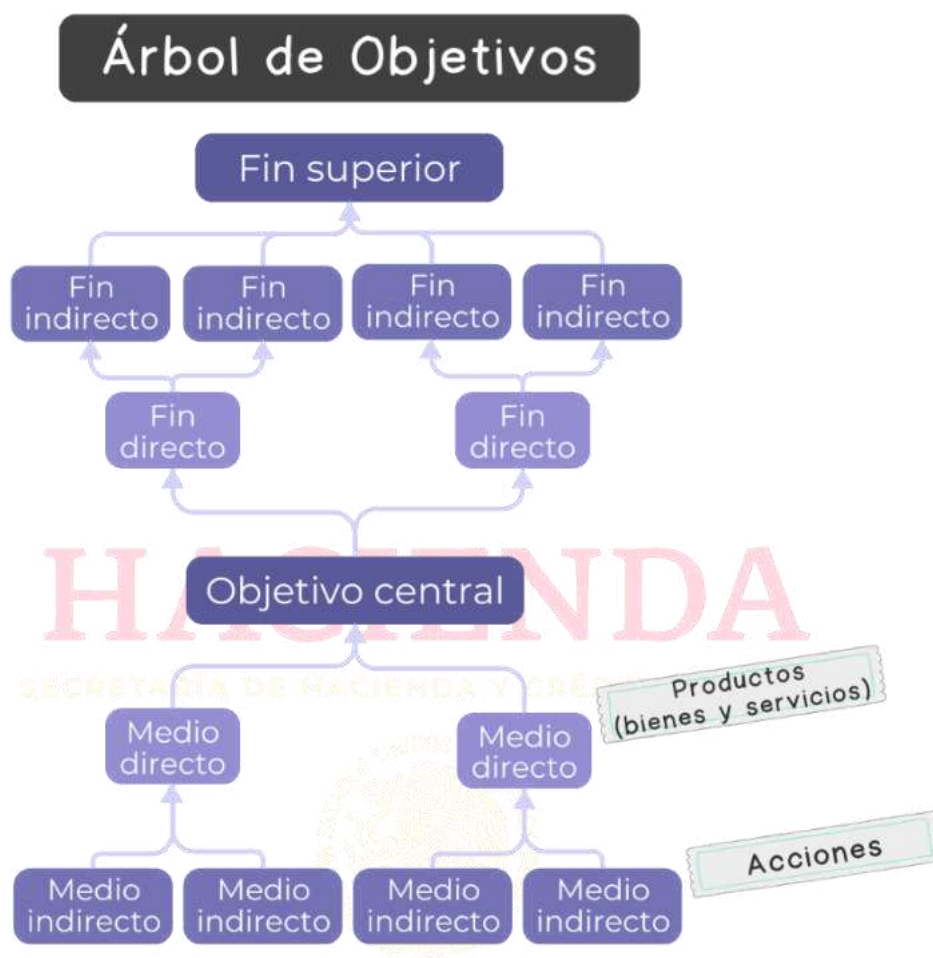 Árbol de Objetivos
Fin superior
Fin
indirecto
Fin
indirecto
Fin
indirecto
Fin
indirecto
Fin
directo
Fin
directo
HACIENDA
Objetivo central
SECRETARÍA DE HACIENDA Y CRÉD
Productos
(bienes y servicios)
Medio
directo
Medio
directo
UNIDOS
Acciones
Medio
indirecto
Medio
indirecto
Medio
indirecto
Medio
indirecto